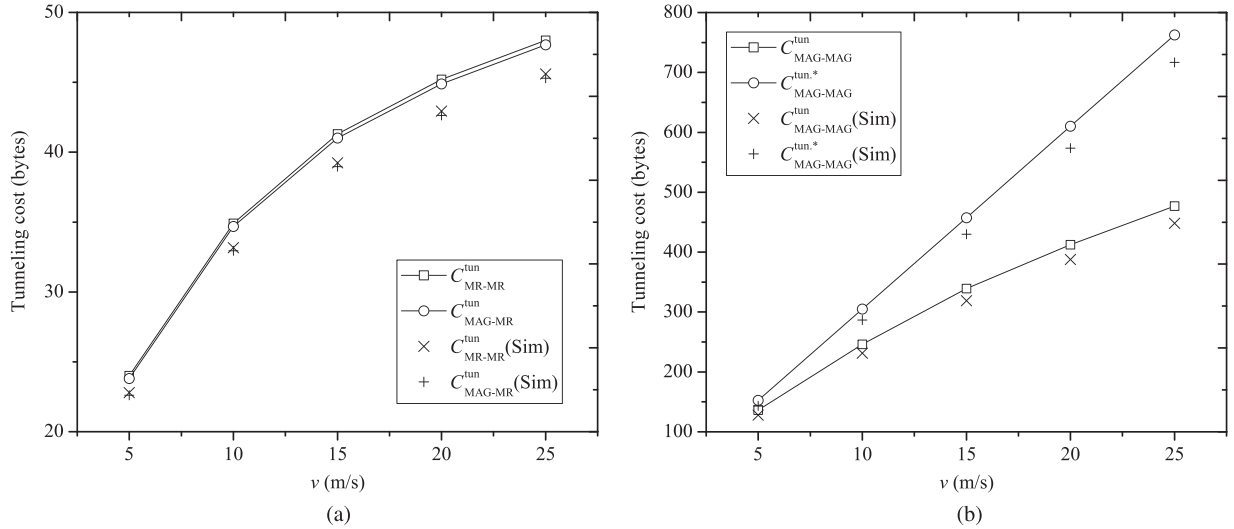 50
40
30
20
Tunneling cost (bytes)
C^tun_MR-MR
C^tun_MAG-MR
C^tun_MR-MR(Sim)
C^tun_MAG-MR(Sim)
5 10 15 20 25
v (m/s)
(a)
800
700
600
500
400
300
200
100
Tunneling cost (bytes)
C^tun_MAG-MAG
C^tun.*_MAG-MAG
C^tun_MAG-MAG(Sim)
C^tun.*_MAG-MAG(Sim)
5 10 15 20 25
v (m/s)
(b)